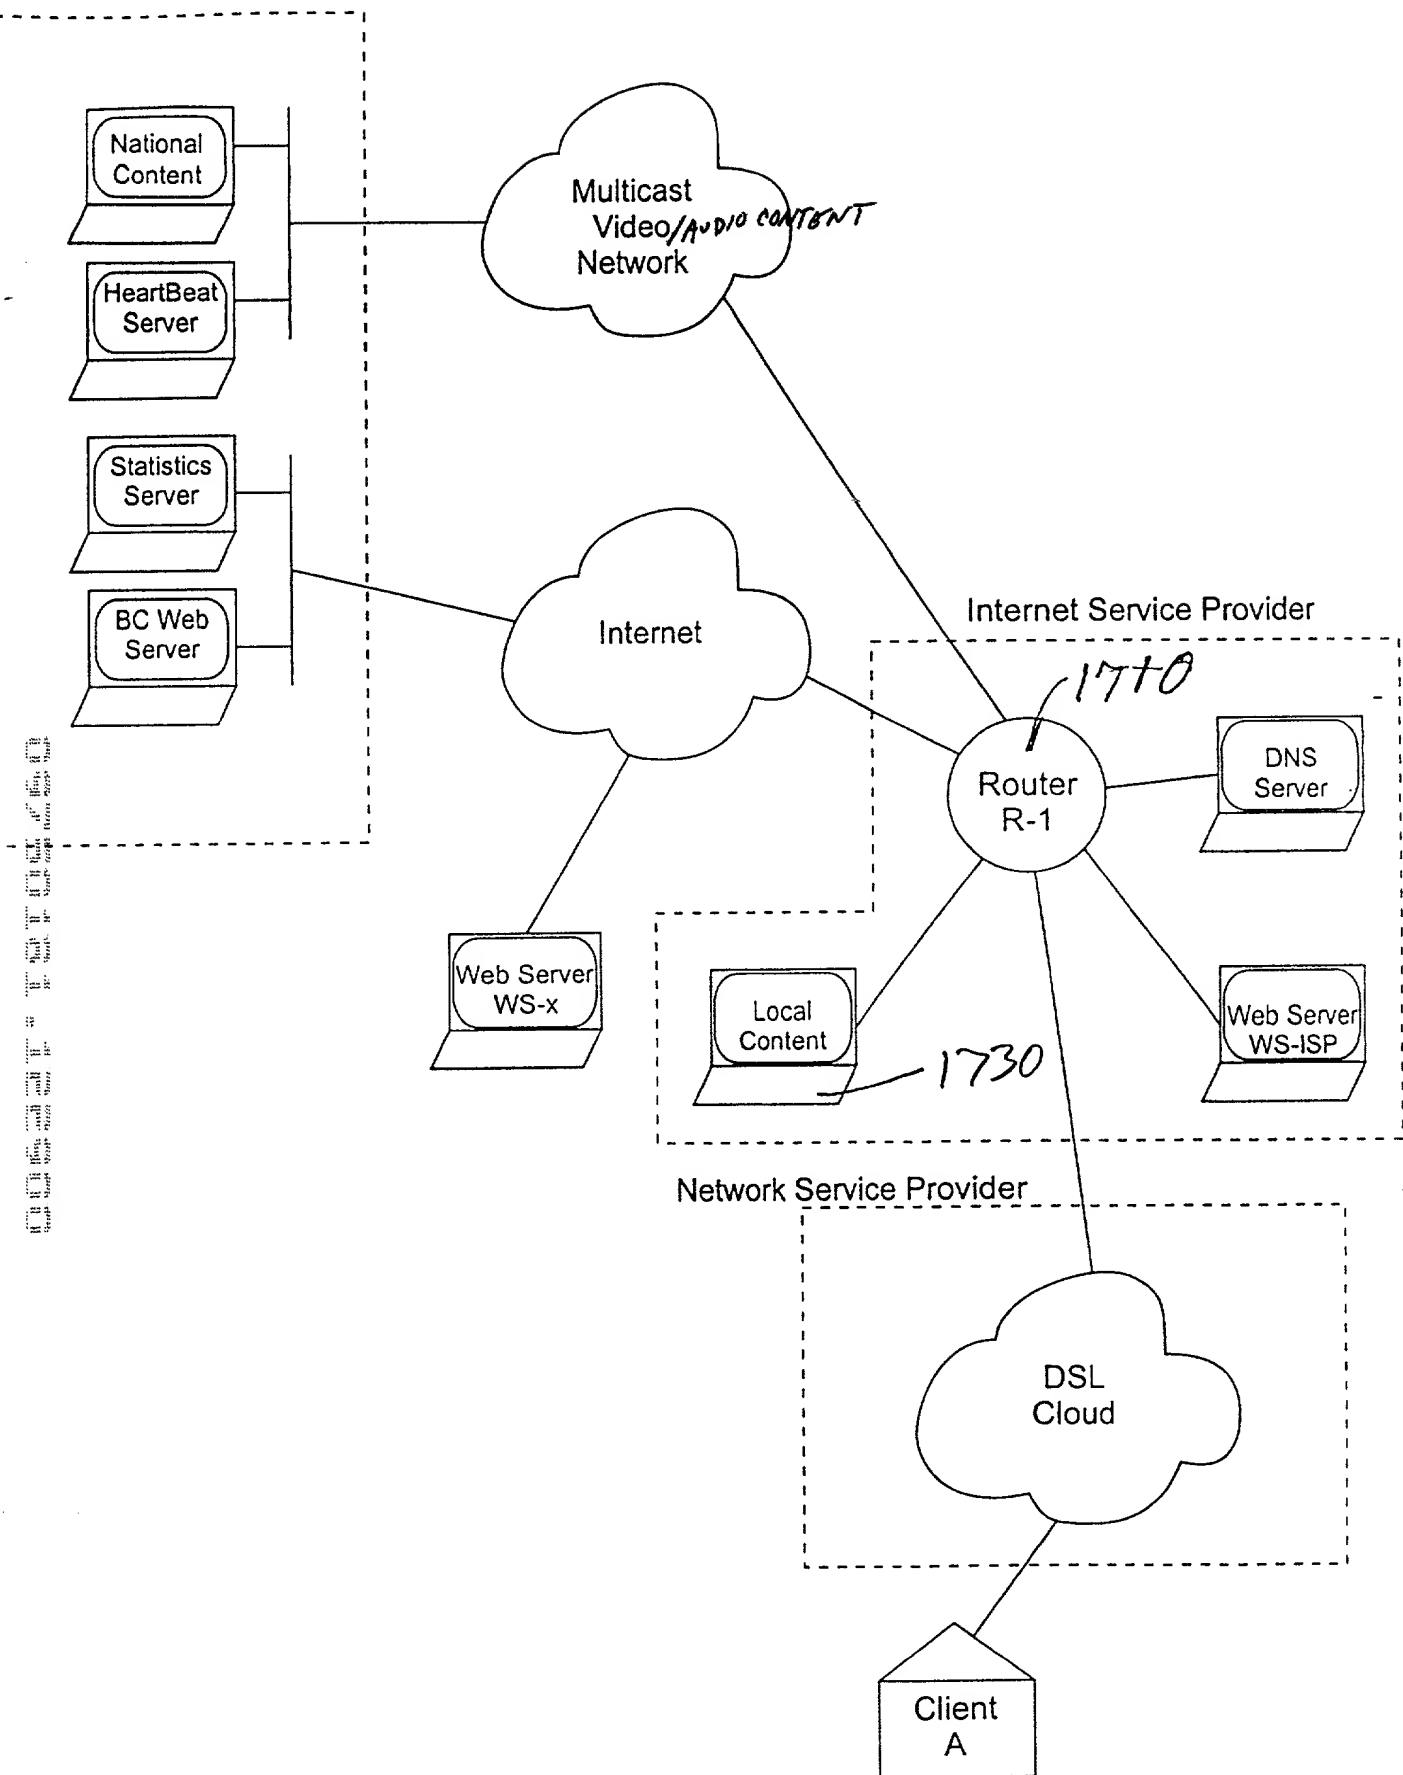 National
Content
HeartBeat
Server
Statistics
Server
BC Web
Server
Multicast
Video/AUDIO CONTENT
Network
Internet
Web Server
WS-x
Internet Service Provider
1710
Router
R-1
DNS
Server
Local
Content
1730
Web Server
WS-ISP
Network Service Provider
DSL
Cloud
Client
A